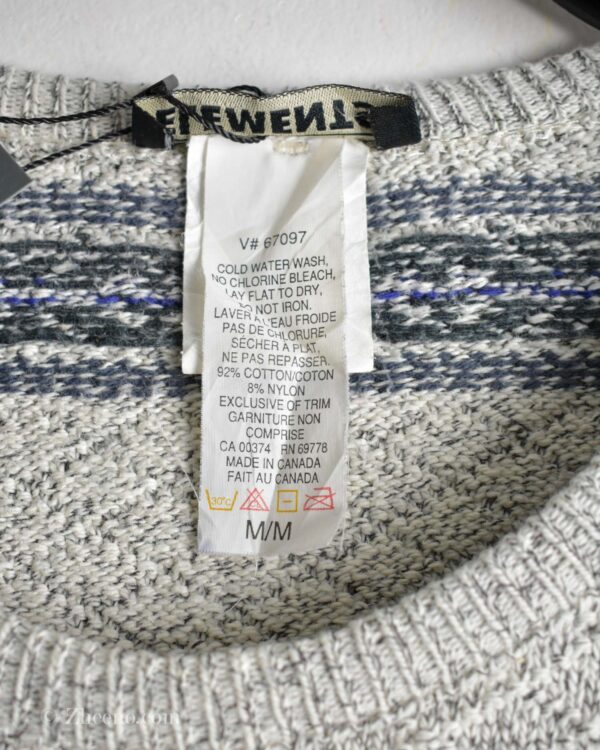 ELEMENTS
V# 67097
COLD WATER WASH,
NO CHLORINE BLEACH,
LAY FLAT TO DRY,
DO NOT IRON.
LAVER À L'EAU FROIDE
PAS DE CHLORURE,
SÉCHER À PLAT,
NE PAS REPASSER.
92% COTTON/COTON
8% NYLON
EXCLUSIVE OF TRIM
GARNITURE NON
COMPRISE
CA 00374 RN 69778
MADE IN CANADA
FAIT AU CANADA
30°C
M/M